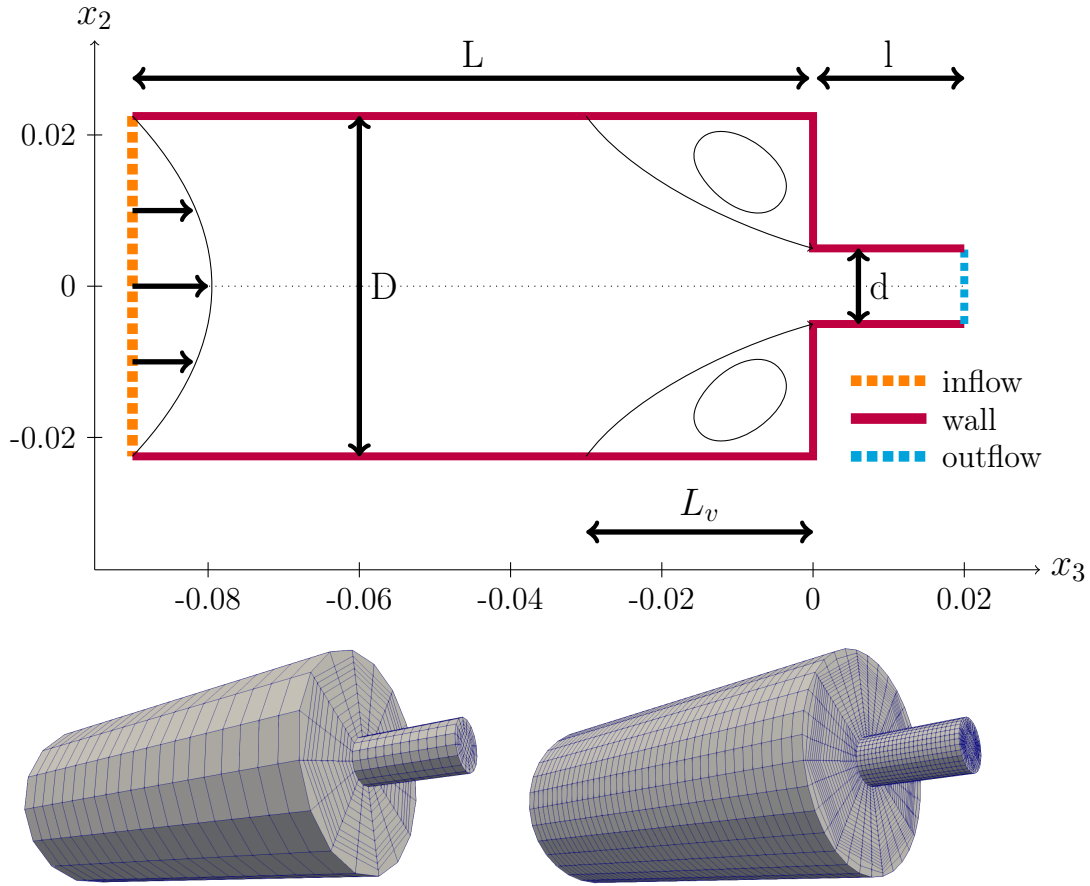 x₂
L
l
0.02
D
0
d
-0.02
inflow
wall
outflow
Lᵥ
x₃
-0.08
-0.06
-0.04
-0.02
0
0.02